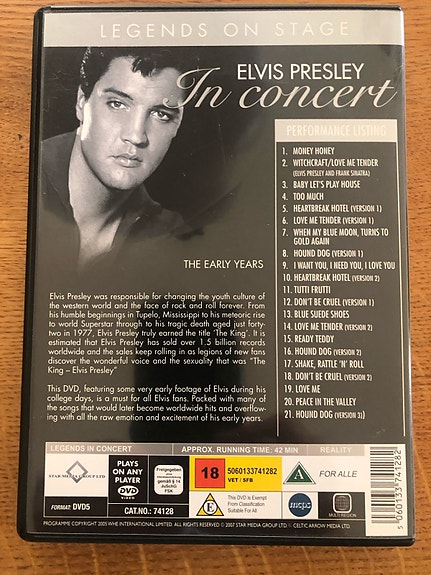 LEGENDS ON STAGE
ELVIS PRESLEY
In concert
PERFORMANCE LISTING
1. MONEY HONEY
2. WITCHCRAFT/LOVE ME TENDER
(ELVIS PRESLEY AND FRANK SINATRA)
3. BABY LET'S PLAY HOUSE
4. TOO MUCH
5. HEARTBREAK HOTEL (VERSION 1)
6. LOVE ME TENDER (VERSION 1)
7. WHEN MY BLUE MOON, TURNS TO
GOLD AGAIN
8. HOUND DOG (VERSION 1)
9. I WANT YOU, I NEED YOU, I LOVE YOU
10. HEARTBREAK HOTEL (VERSION 2)
11. TUTTI FRUTTI
12. DON'T BE CRUEL (VERSION 1)
13. BLUE SUEDE SHOES
14. LOVE ME TENDER (VERSION 2)
15. READY TEDDY
16. HOUND DOG (VERSION 2)
17. SHAKE, RATTLE 'N' ROLL
18. DON'T BE CRUEL (VERSION 2)
19. LOVE ME
20. PEACE IN THE VALLEY
21. HOUND DOG (VERSION 3))
THE EARLY YEARS
Elvis Presley was responsible for changing the youth culture of
the western world and the face of rock and roll forever. From
his humble beginnings in Tupelo, Mississippi to his meteoric rise
to world Superstar through to his tragic death aged just forty-
two in 1977, Elvis Presley truly earned the title 'The King'. It is
estimated that Elvis Presley has sold over 1.5 billion records
worldwide and the sales keep rolling in as legions of new fans
discover the wonderful voice and the sexuality that was "The
King – Elvis Presley"
This DVD, featuring some very early footage of Elvis during his
college days, is a must for all Elvis fans. Packed with many of
the songs that would later become worldwide hits and overflow-
ing with all the raw emotion and excitement of his early years.
LEGENDS IN CONCERT
APPROX. RUNNING TIME: 42 MIN
REALITY
STAR MEDIA GROUP LTD
FORMAT: DVD5
PLAYS
ON ANY
PLAYER
DVD
VIDEO
CAT.NO.: 74128
Freigegeben
gemäß § 14
JuSchG
FSK
18
5060133741282
VET / SFB
E
This DVD is Exempt
From Classification
Suitable For All
A
FOR ALLE
mcps
MULTI REGION
5 060133 741282
PROGRAMME COPYRIGHT 2005 WHE INTERNATIONAL LIMITED. ALL RIGHTS RESERVED © 2007 STAR MEDIA GROUP LTD / CELTIC ARROW MEDIA LTD.